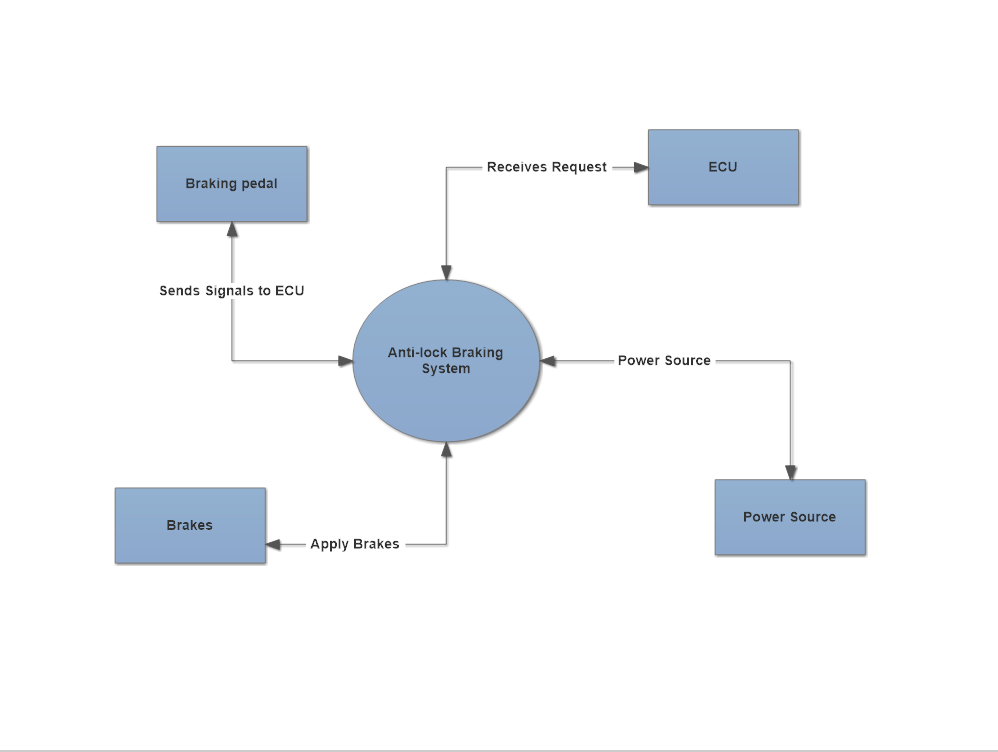 Braking pedal
Receives Request
ECU
Sends Signals to ECU
Anti-lock Braking
System
Power Source
Brakes
Apply Brakes
Power Source